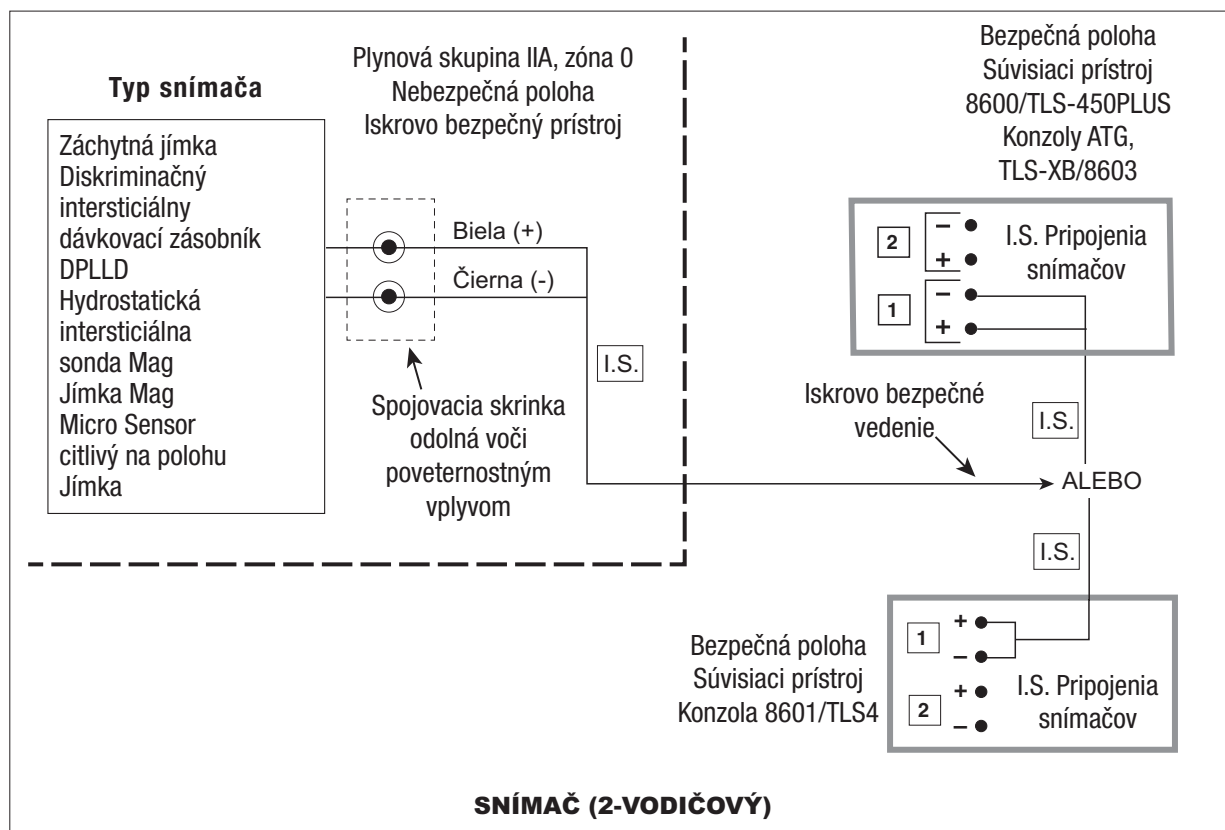 Typ snímača
Záchytná jímka
Diskriminačný
intersticiálny
dávkovací zásobník
DPLLD
Hydrostatická
intersticiálna
sonda Mag
Jímka Mag
Micro Sensor
citlivý na polohu
Jímka
Plynová skupina IIA, zóna 0
Nebezpečná poloha
Iskrovo bezpečný prístroj
Biela (+)
Čierna (-)
I.S.
Spojovacia skrinka
odolná voči
poveternostným
vplyvom
Bezpečná poloha
Súvisiaci prístroj
8600/TLS-450PLUS
Konzoly ATG,
TLS-XB/8603
2
–
+
1
–
+
I.S. Pripojenia
snímačov
Iskrovo bezpečné
vedenie
I.S.
ALEBO
I.S.
Bezpečná poloha
Súvisiaci prístroj
Konzola 8601/TLS4
1
+
–
2
+
–
I.S. Pripojenia
snímačov
SNÍMAČ (2-VODIČOVÝ)